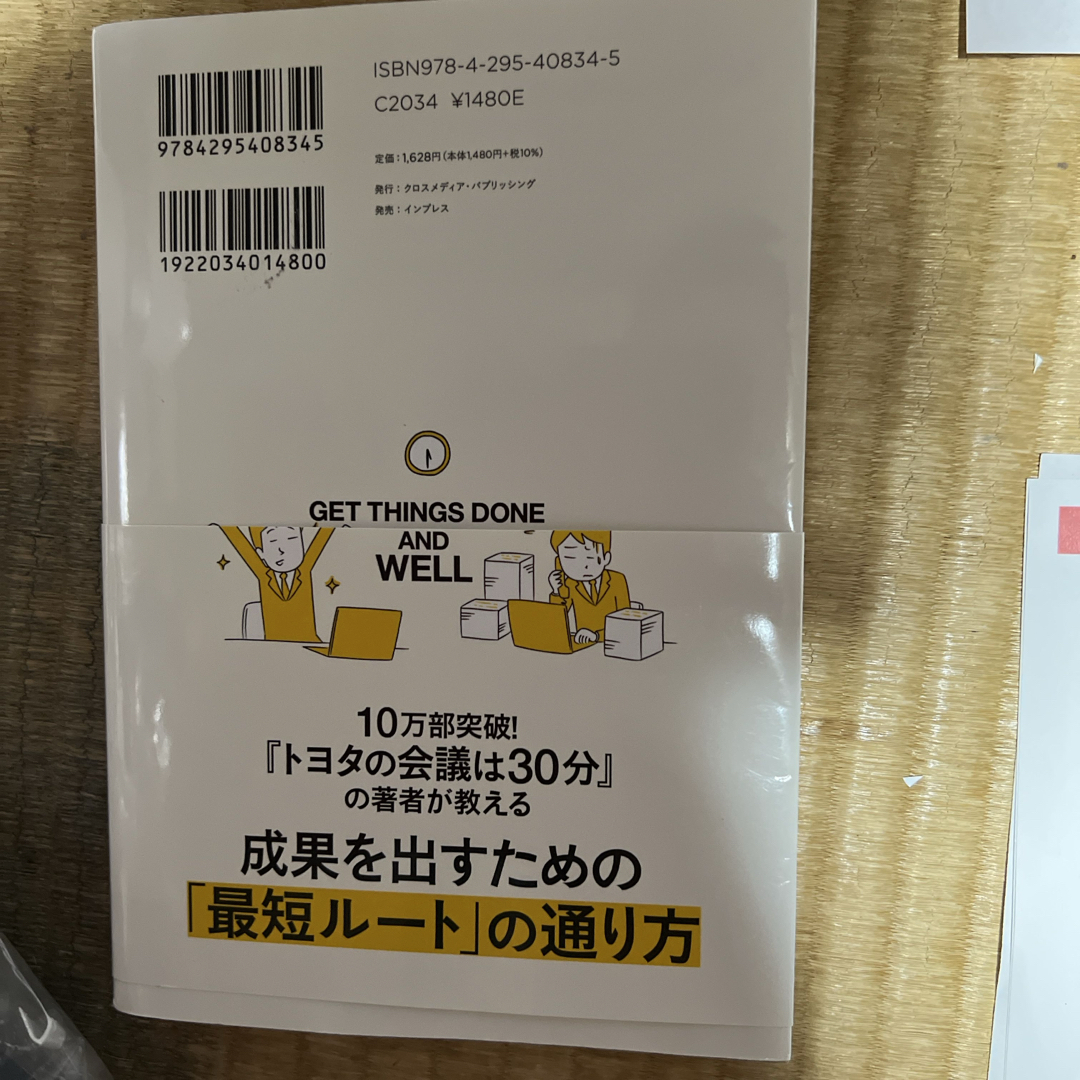 ISBN978-4-295-40834-5
C2034 ¥1480E
9784295408345
定価：1,628円（本体1,480円+税10%）
発行：クロスメディア・パブリッシング
発売：インプレス
1922034014800
GET THINGS DONE
AND
WELL
10万部突破!
『トヨタの会議は30分』
の著者が教える
成果を出すための
「最短ルート」の通り方